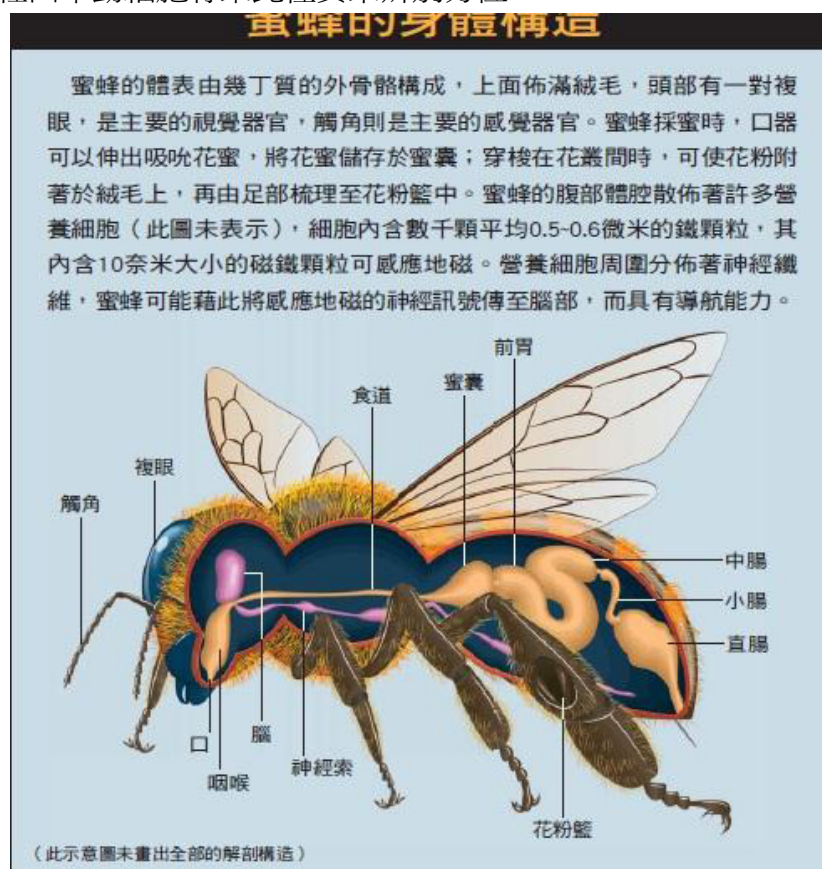 蜜蜂的身體構造
蜜蜂的體表由幾丁質的外骨骼構成，上面佈滿絨毛，頭部有一對複
眼，是主要的視覺器官，觸角則是主要的感覺器官。蜜蜂採蜜時，口器
可以伸出吸吮花蜜，將花蜜儲存於蜜囊；穿梭在花叢間時，可使花粉附
著於絨毛上，再由足部梳理至花粉籃中。蜜蜂的腹部體腔散佈著許多營
養細胞（此圖未表示），細胞內含數千顆平均0.5~0.6微米的鐵顆粒，其
內含10奈米大小的磁鐵顆粒可感應地磁。營養細胞周圍分佈著神經纖
維，蜜蜂可能藉此將感應地磁的神經訊號傳至腦部，而具有導航能力。
前胃
蜜囊
食道
複眼
觸角
中腸
小腸
直腸
口
腦
咽喉
神經索
花粉籃
（此示意圖未畫出全部的解剖構造）